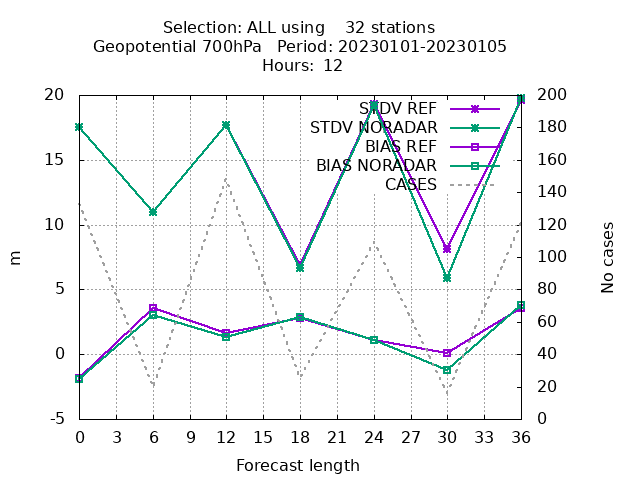 Selection: ALL using    32 stations
Geopotential 700hPa   Period: 20230101-20230105
Hours:  12
20
15
10
5
0
-5
m
200
180
160
140
120
100
80
60
40
20
0
No cases
STDV REF
STDV NORADAR
BIAS REF
BIAS NORADAR
CASES
0 3 6 9 12 15 18 21 24 27 30 33 36
Forecast length